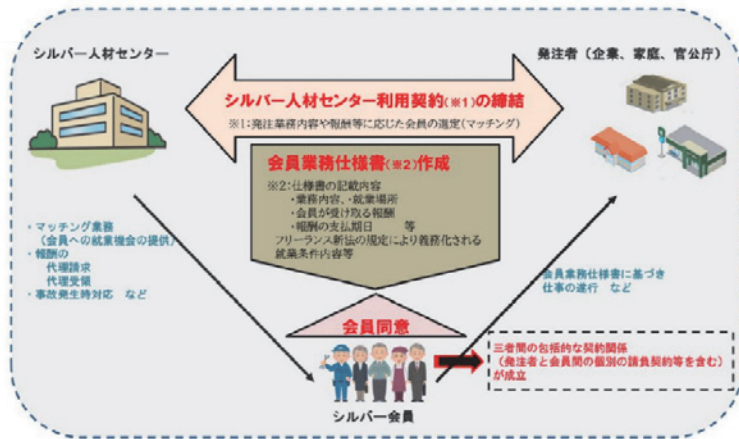 シルバー人材センター
発注者（企業、家庭、官公庁）
シルバー人材センター利用契約(※1)の締結
※1：発注業務内容や報酬等に応じた会員の選定(マッチング)
会員業務仕様書(※2)作成
※2：仕様書の記載内容
・業務内容、・就業場所
・会員が受け取る報酬
・報酬の支払期日　等
フリーランス新法の規定により義務化される
就業条件内容等
・マッチング業務
（会員への就業機会の提供）
・報酬の
代理請求
代理受領
・事故発生時対応　など
会員業務仕様書に基づき
仕事の遂行　など
会員同意
三者間の包括的な契約関係
（発注者と会員間の個別の請負契約等を含む）
が成立
シルバー会員